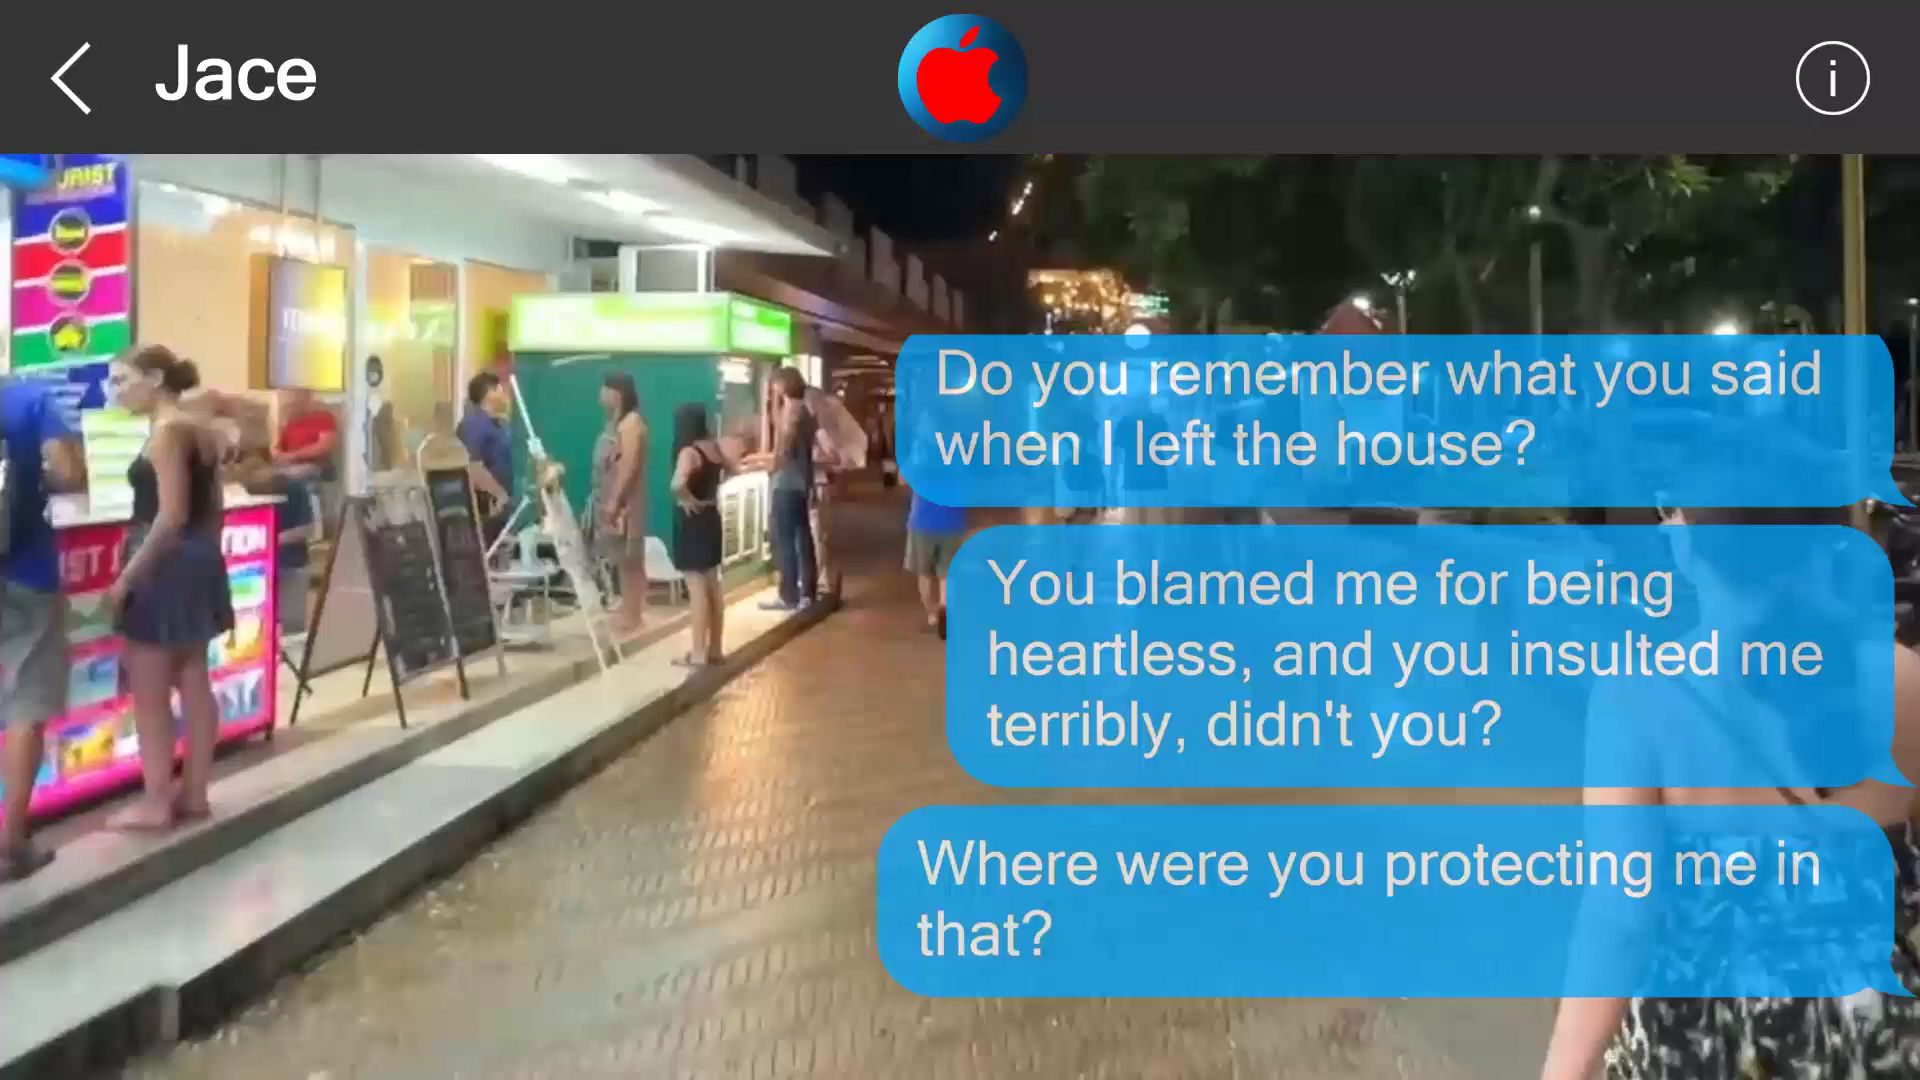 Jace
i
JRIST
Do you remember what you said
when I left the house?
You blamed me for being
heartless, and you insulted me
terribly, didn't you?
Where were you protecting me in
that?